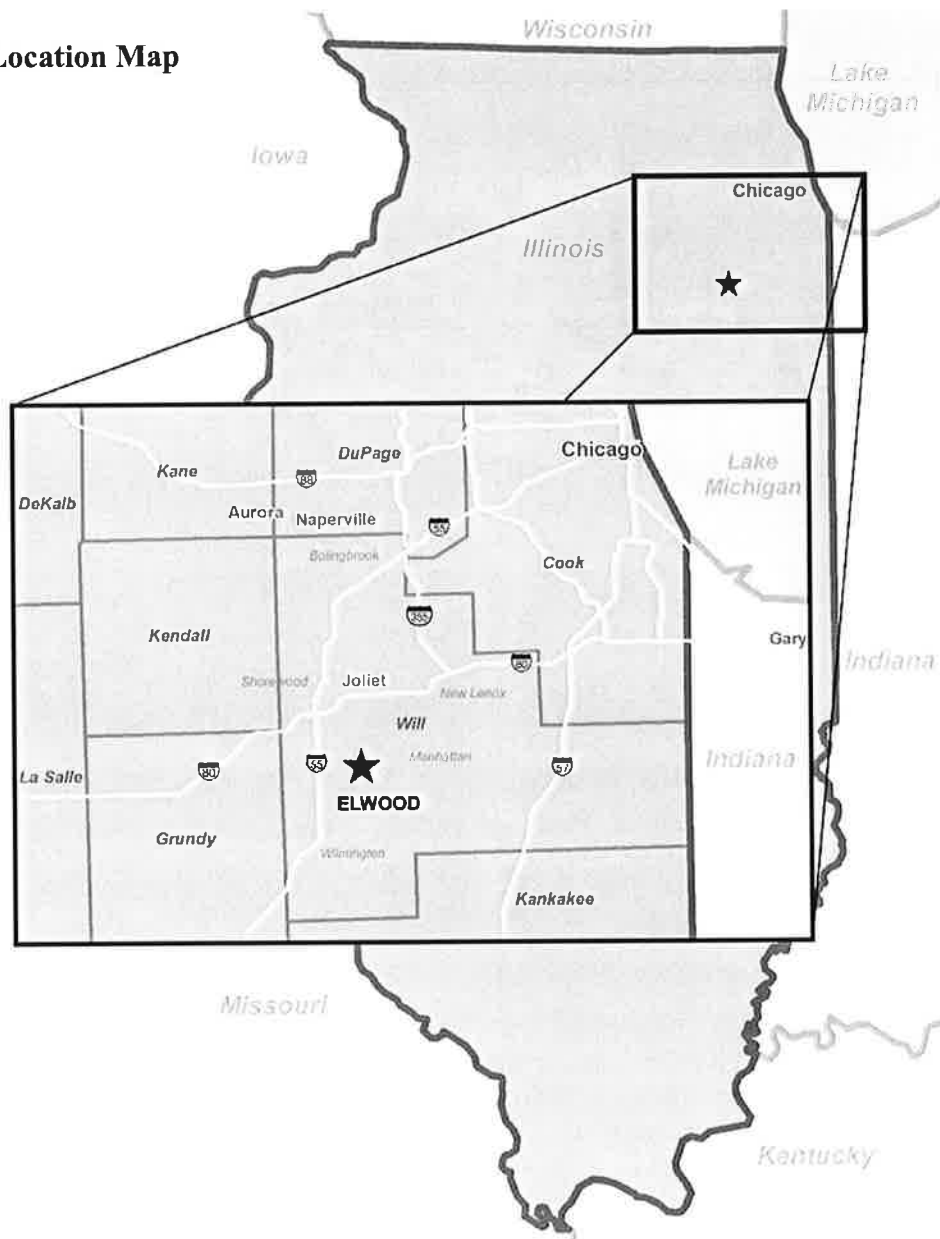 Location Map
Wisconsin
Lake
Michigan
Iowa
Chicago
Illinois
DuPage
Chicago
Kane
Lake
Michigan
88
DeKalb
Aurora
Naperville
55
Bolingbrook
Cook
355
Kendall
Gary
Indiana
80
Shorewood
Joliet
New Lenox
Will
Manhattan
Indiana
La Salle
80
55
57
ELWOOD
Grundy
Wilmington
Kankakee
Missouri
Kentucky